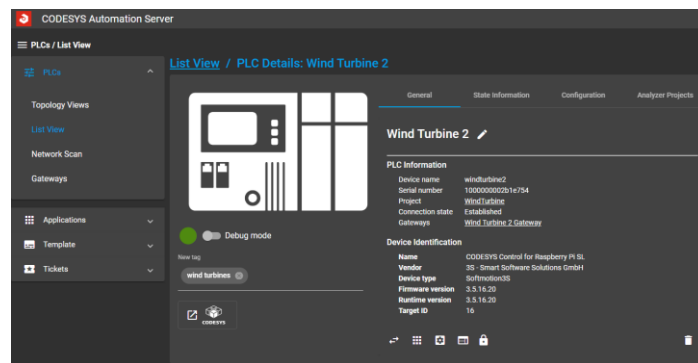 CODESYS Automation Server
PLCs / List View
PLCs
Topology Views
List View
Network Scan
Gateways
Applications
Template
Tickets
List View / PLC Details: Wind Turbine 2
Debug mode
New tag
wind turbines
CODESYS
General State Information Configuration Analyzer Projects
Wind Turbine 2
PLC Information
Device name windturbine2
Serial number 1000000002b1e754
Project WindTurbine
Connection state Established
Gateways Wind Turbine 2 Gateway
Device Identification
Name CODESYS Control for Raspberry Pi SL
Vendor 3S - Smart Software Solutions GmbH
Device type Softmotion3S
Firmware version 3.5.16.20
Runtime version 3.5.16.20
Target ID 16